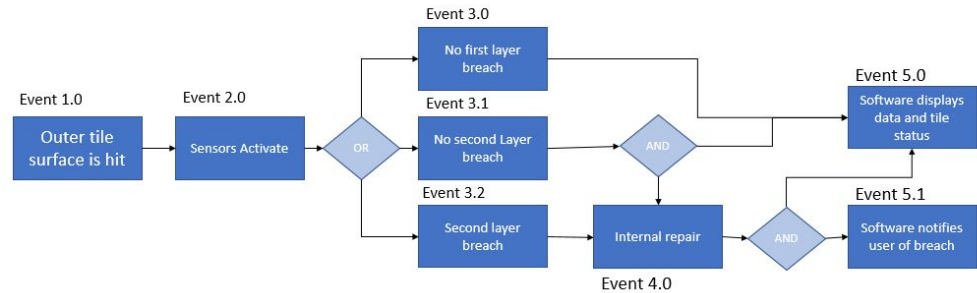 Event 1.0
Outer tile
surface is hit
Event 2.0
Sensors Activate
OR
Event 3.0
No first layer
breach
Event 3.1
No second Layer
breach
Event 3.2
Second layer
breach
AND
Internal repair
Event 4.0
AND
Event 5.0
Software displays
data and tile
status
Event 5.1
Software notifies
user of breach